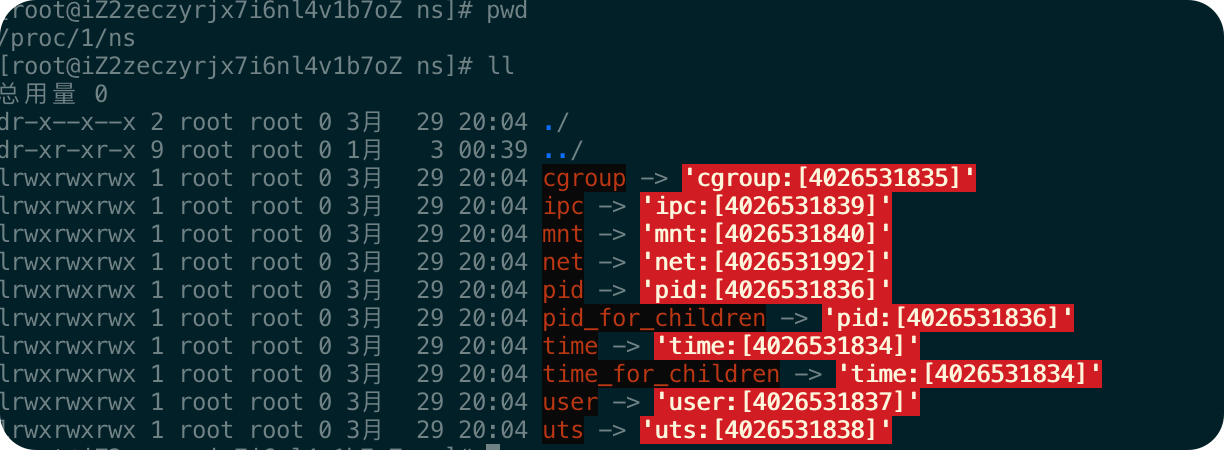 [root@iZ2zeczyrjx7i6nl4v1b7oZ ns]# pwd
/proc/1/ns
[root@iZ2zeczyrjx7i6nl4v1b7oZ ns]# ll
总用量 0
dr-x--x--x 2 root root 0 3月  29 20:04 ./
dr-xr-xr-x 9 root root 0 1月   3 00:39 ../
lrwxrwxrwx 1 root root 0 3月  29 20:04 cgroup -> 'cgroup:[4026531835]'
lrwxrwxrwx 1 root root 0 3月  29 20:04 ipc -> 'ipc:[4026531839]'
lrwxrwxrwx 1 root root 0 3月  29 20:04 mnt -> 'mnt:[4026531840]'
lrwxrwxrwx 1 root root 0 3月  29 20:04 net -> 'net:[4026531992]'
lrwxrwxrwx 1 root root 0 3月  29 20:04 pid -> 'pid:[4026531836]'
lrwxrwxrwx 1 root root 0 3月  29 20:04 pid_for_children -> 'pid:[4026531836]'
lrwxrwxrwx 1 root root 0 3月  29 20:04 time -> 'time:[4026531834]'
lrwxrwxrwx 1 root root 0 3月  29 20:04 time_for_children -> 'time:[4026531834]'
lrwxrwxrwx 1 root root 0 3月  29 20:04 user -> 'user:[4026531837]'
lrwxrwxrwx 1 root root 0 3月  29 20:04 uts -> 'uts:[4026531838]'